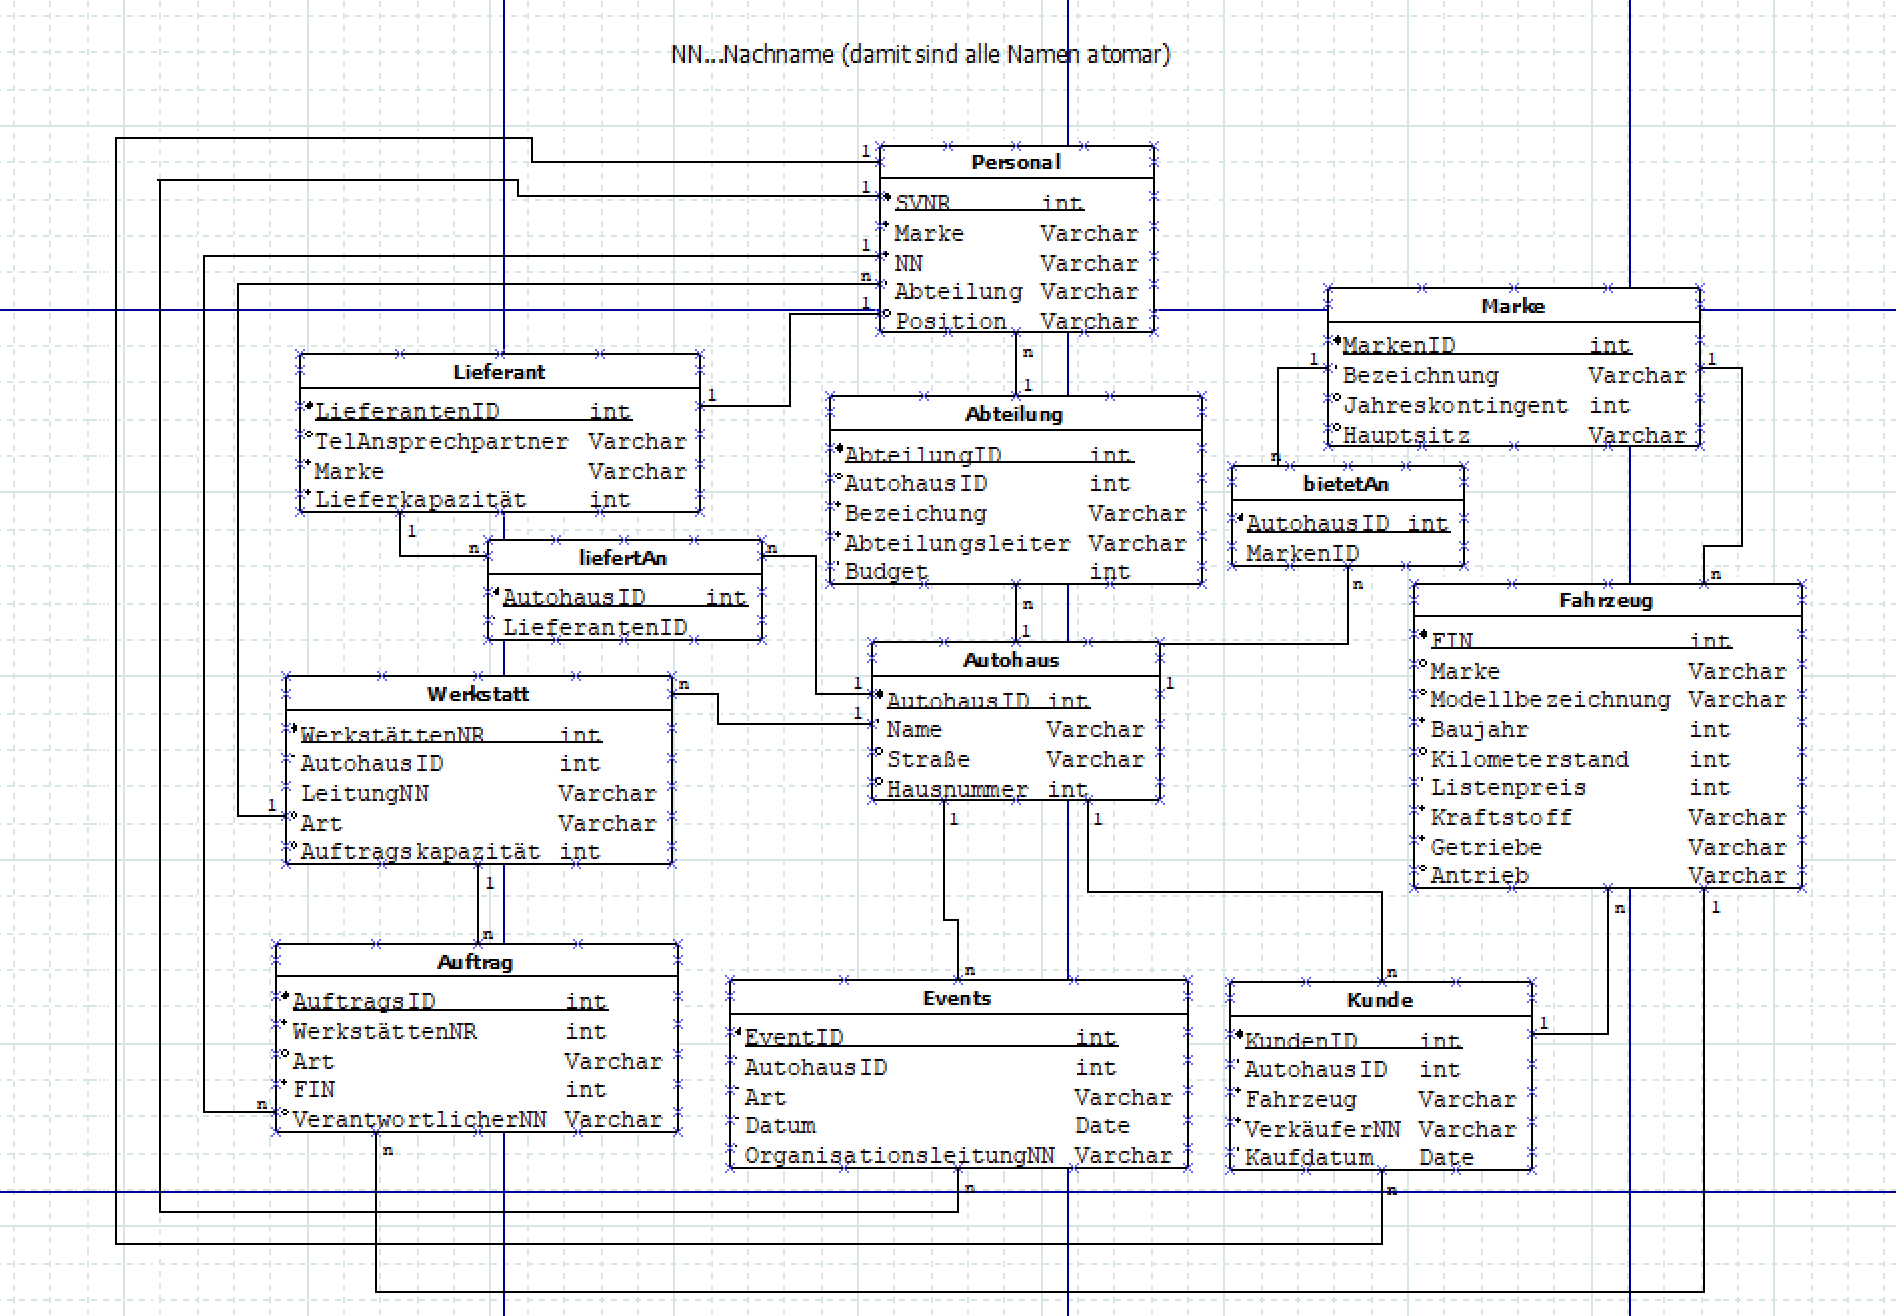 NN...Nachname (damit sind alle Namen atomar)
Personal
SVNR int
Marke Varchar
NN Varchar
Abteilung Varchar
Position Varchar
1
1
1
n
1
n
1
Marke
MarkenID int
Bezeichnung Varchar
Jahreskontingent int
Hauptsitz Varchar
1
1
n
n
Lieferant
LieferantenID int
TelAnsprechpartner Varchar
Marke Varchar
Lieferkapazität int
1
1
Abteilung
AbteilungID int
AutohausID int
Bezeichung Varchar
Abteilungsleiter Varchar
Budget int
n
1
bietetAn
AutohausID int
MarkenID
n
liefertAn
AutohausID int
LieferantenID
n
n
Fahrzeug
FIN int
Marke Varchar
Modellbezeichnung Varchar
Baujahr int
Kilometerstand int
Listenpreis int
Kraftstoff Varchar
Getriebe Varchar
Antrieb Varchar
n
1
Autohaus
AutohausID int
Name Varchar
Straße Varchar
Hausnummer int
1
1
1
1
1
Werkstatt
WerkstättenNR int
AutohausID int
LeitungNN Varchar
Art Varchar
Auftragskapazität int
n
1
1
n
Auftrag
AuftragsID int
WerkstättenNR int
Art Varchar
FIN int
VerantwortlicherNN Varchar
n
n
Events
EventID int
AutohausID int
Art Varchar
Datum Date
OrganisationsleitungNN Varchar
n
n
Kunde
KundenID int
AutohausID int
Fahrzeug Varchar
VerkäuferNN Varchar
Kaufdatum Date
n
1
n